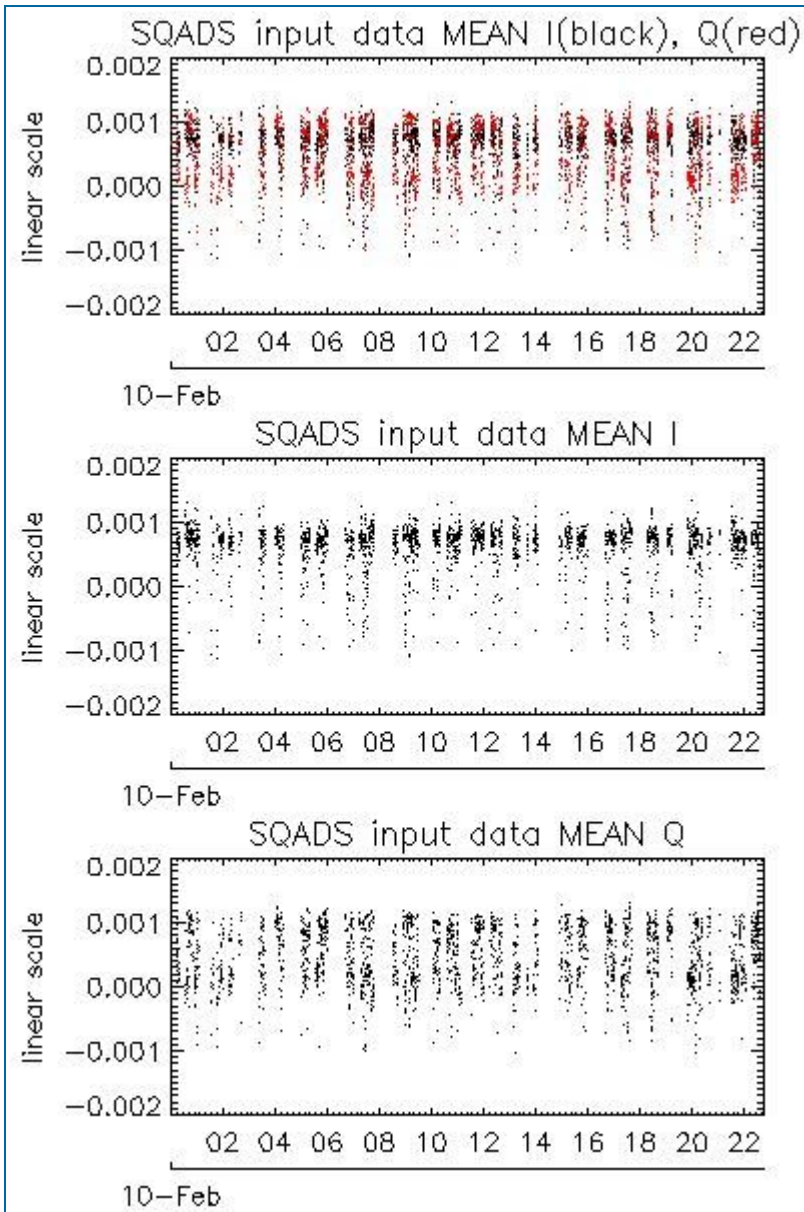 SQADS input data MEAN I(black), Q(red)
0.002
0.001
0.000
-0.001
-0.002
linear scale
02 04 06 08 10 12 14 16 18 20 22
10-Feb
SQADS input data MEAN I
0.002
0.001
0.000
-0.001
-0.002
linear scale
02 04 06 08 10 12 14 16 18 20 22
10-Feb
SQADS input data MEAN Q
0.002
0.001
0.000
-0.001
-0.002
linear scale
02 04 06 08 10 12 14 16 18 20 22
10-Feb